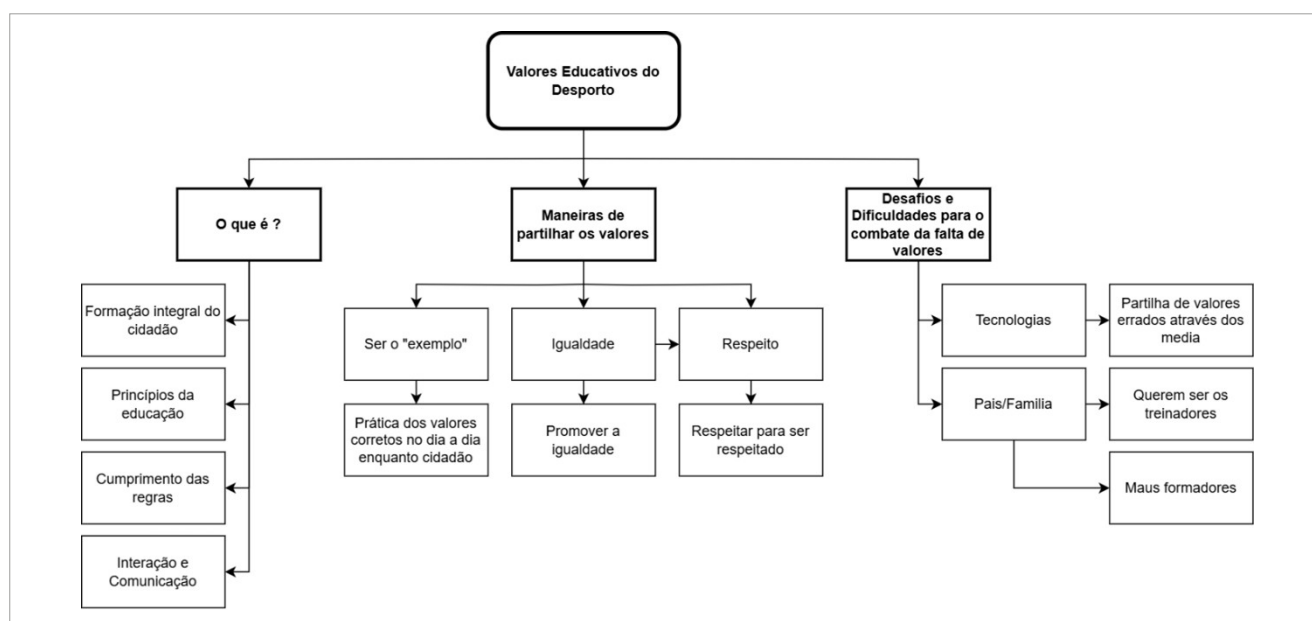 Valores Educativos do
Desporto
O que é ?
Maneiras de
partilhar os valores
Desafios e
Dificuldades para o
combate da falta de
valores
Formação integral do
cidadão
Princípios da
educação
Cumprimento das
regras
Interação e
Comunicação
Ser o "exemplo"
Igualdade
Respeito
Prática dos valores
corretos no dia a dia
enquanto cidadão
Promover a
igualdade
Respeitar para ser
respeitado
Tecnologias
Partilha de valores
errados através dos
media
Pais/Familia
Querem ser os
treinadores
Maus formadores